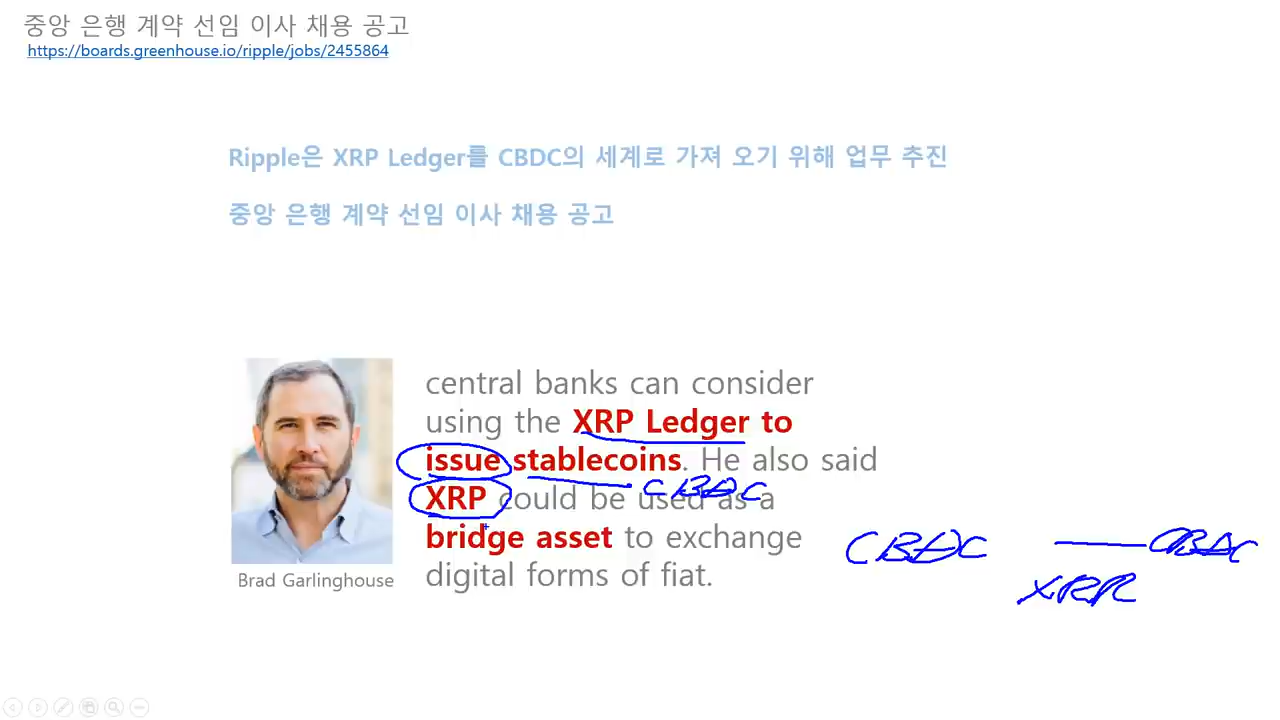 중앙 은행 계약 선임 이사 채용 공고
https://boards.greenhouse.io/ripple/jobs/2455864
Ripple은 XRP Ledger를 CBDC의 세계로 가져 오기 위해 업무 추진
중앙 은행 계약 선임 이사 채용 공고
central banks can consider
using the XRP Ledger to
issue stablecoins. He also said
CBDC
XRP could be used as a
bridge asset to exchange
digital forms of fiat.
Brad Garlinghouse
CBDC
CBDC